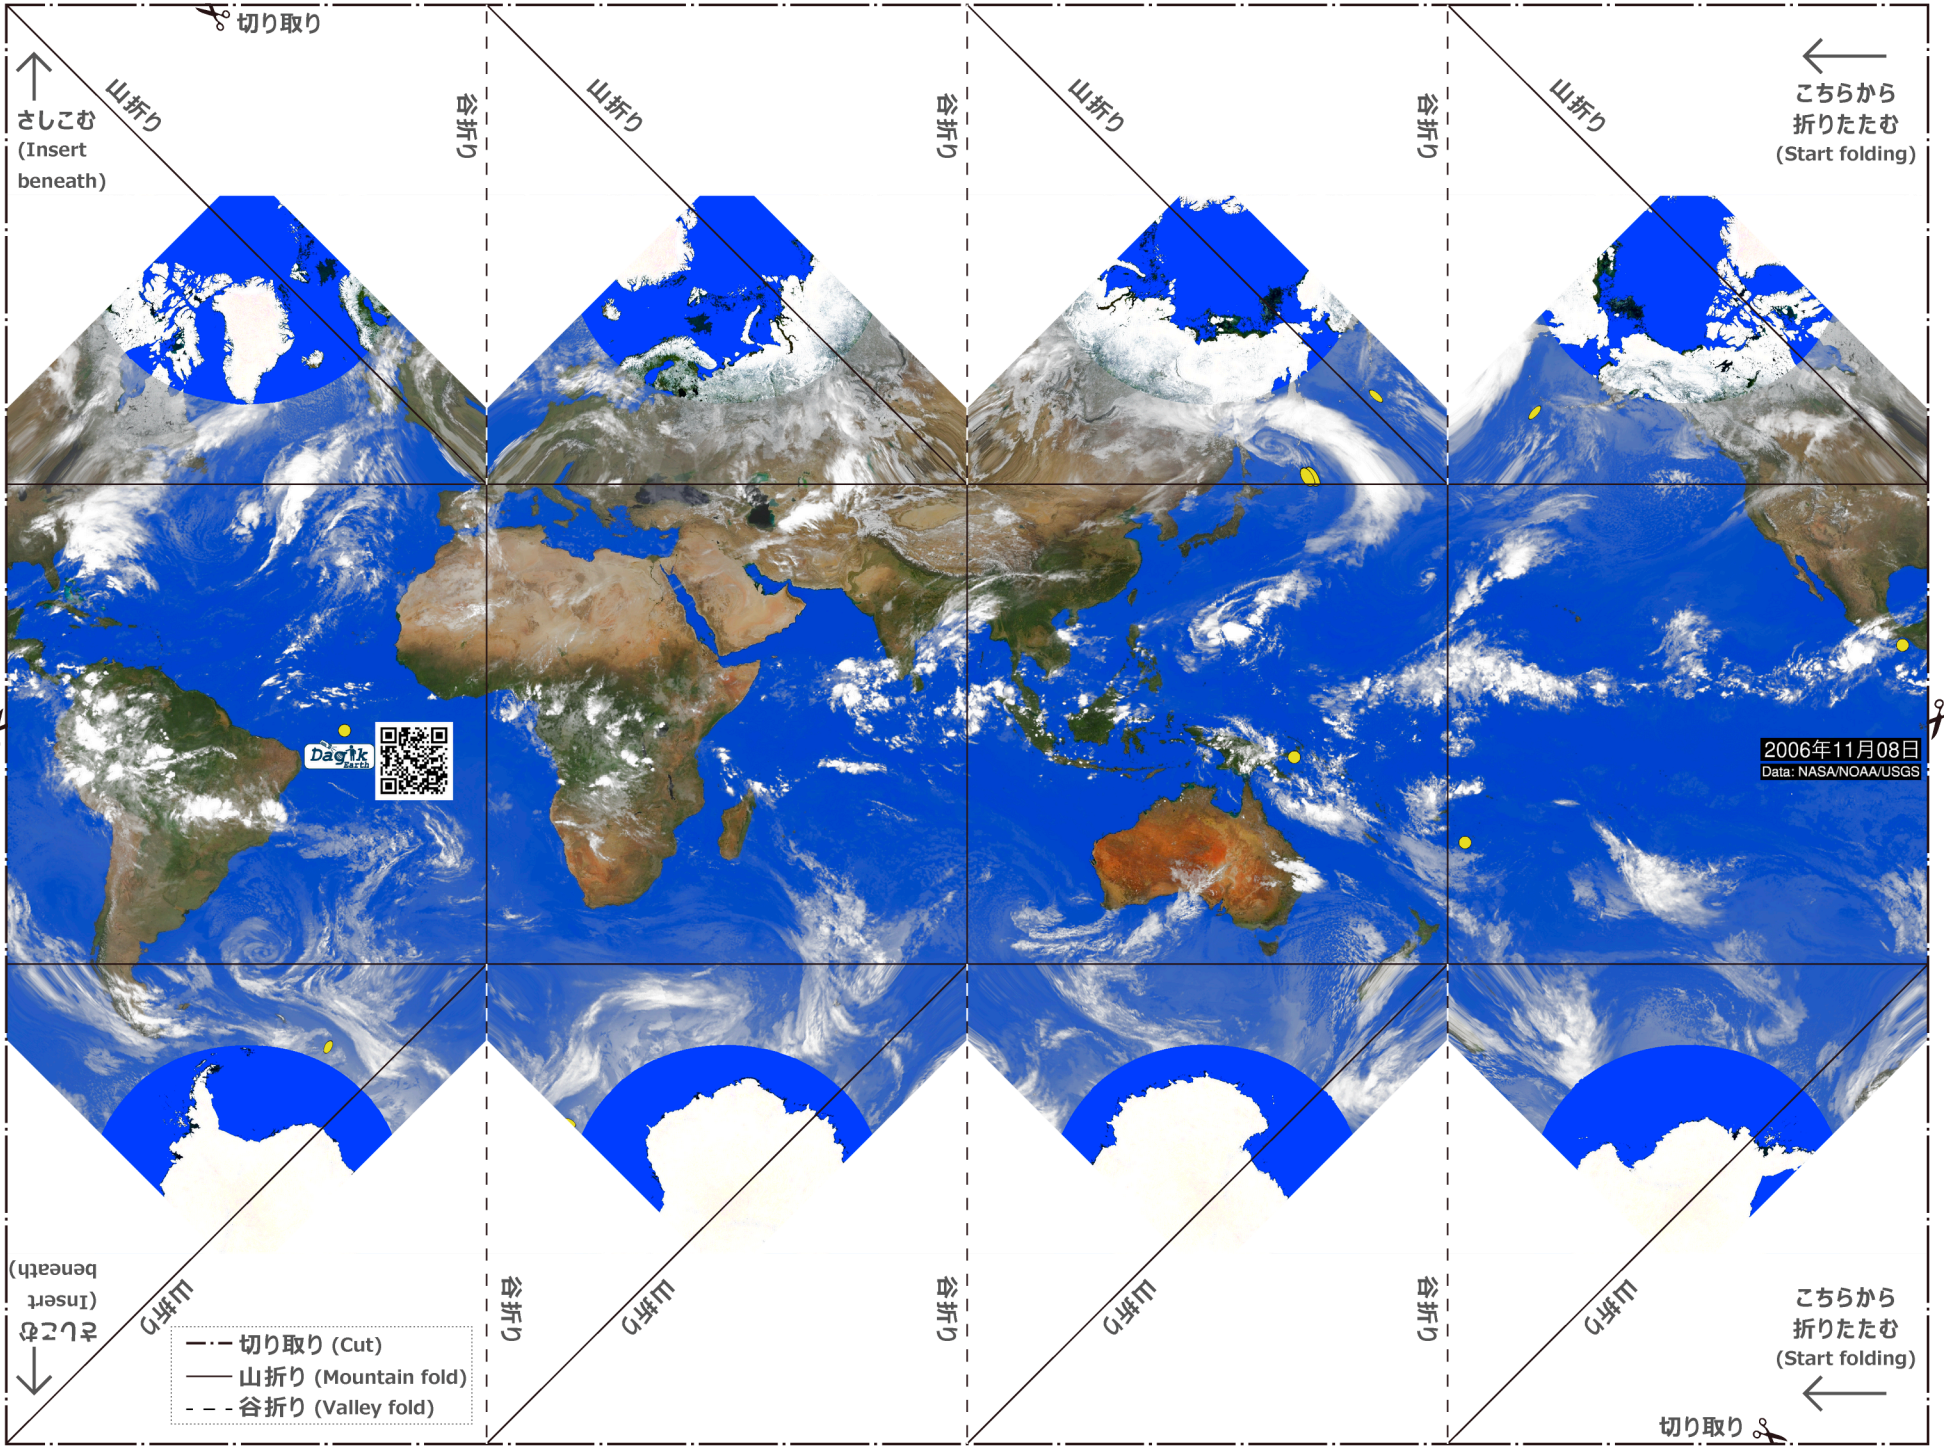 切り取り
山折り
谷折り
山折り
谷折り
山折り
谷折り
山折り
さしこむ
(Insert
beneath)
こちらから
折りたたむ
(Start folding)
Dagik
Earth
2006年11月08日
Data: NASA/NOAA/USGS
さしこむ
(Insert
beneath)
山折り
谷折り
山折り
谷折り
山折り
谷折り
山折り
こちらから
折りたたむ
(Start folding)
切り取り (Cut)
山折り (Mountain fold)
谷折り (Valley fold)
切り取り